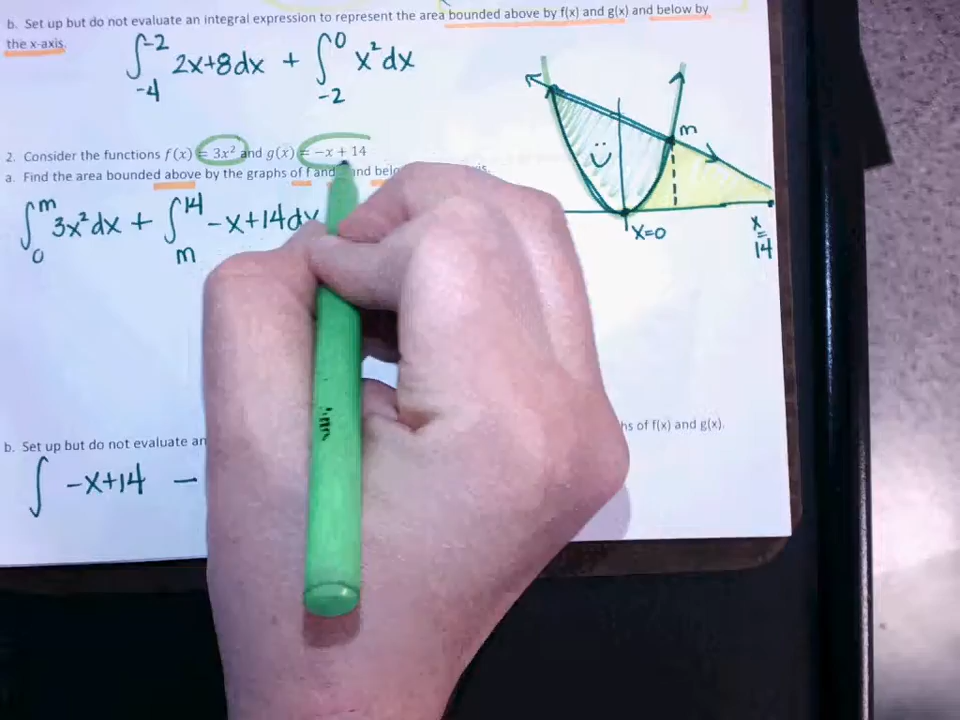 b. Set up but do not evaluate an integral expression to represent the area bounded above by f(x) and g(x) and below by
the x-axis.
∫_{-4}^{-2} 2x+8dx + ∫_{-2}^{0} x²dx
2. Consider the functions f(x) = 3x² and g(x) = −x + 14
a. Find the area bounded above by the graphs of f and and
∫_{0}^{m} 3x²dx + ∫_{m}^{14} -x+14dx
m
x=0
x = 14
b. Set up but do not evaluate an of f(x) and g(x).
∫ -x+14 −